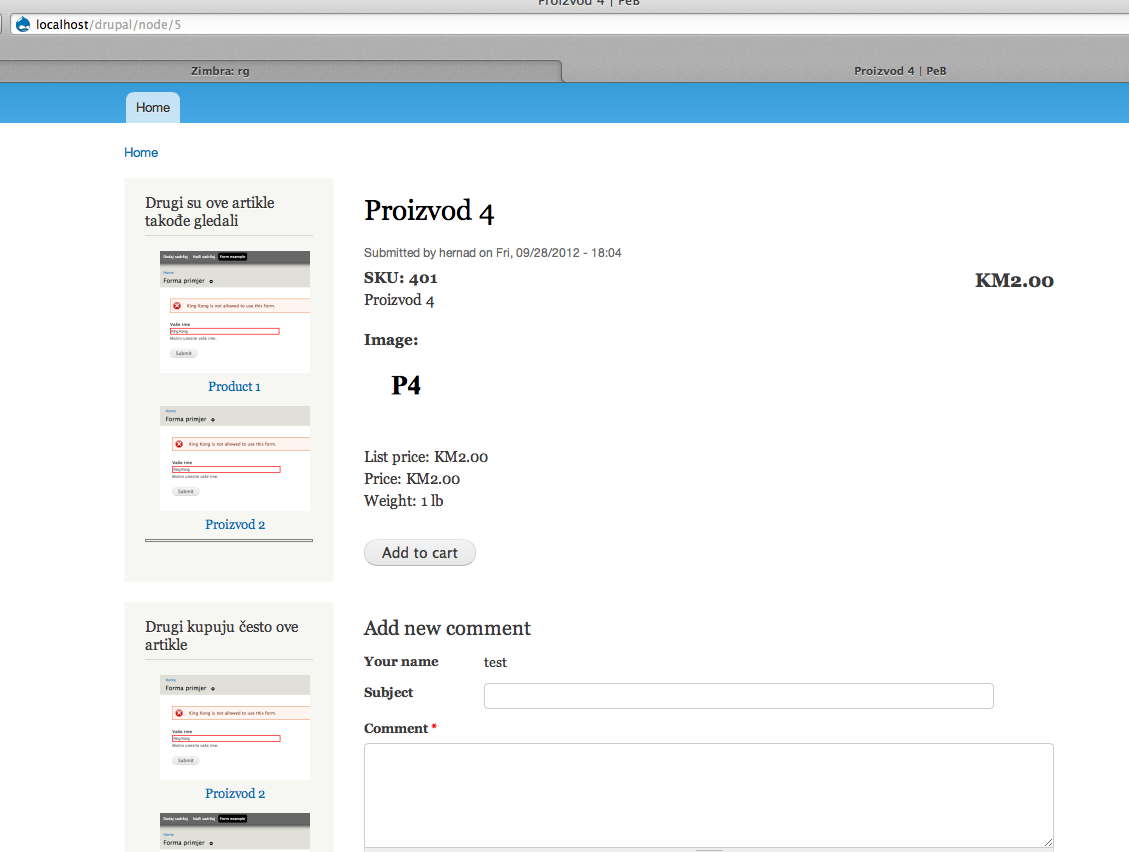 Proizvod 4 | PeB
localhost/drupal/node/5
Zimbra: rg
Proizvod 4 | PeB
Home
Home
Drugi su ove artikle
takođe gledali
Dodaj sadržaj Nađi sadržaj Form example
Home
Forma primjer
King Kong is not allowed to use this form.
Vaše ime
King Kong
Molim unesite vaše ime.
Submit
Product 1
Home
Forma primjer
King Kong is not allowed to use this form.
Vaše ime
King Kong
Molim unesite vaše ime.
Submit
Proizvod 2
Proizvod 4
Submitted by hernad on Fri, 09/28/2012 - 18:04
SKU: 401
KM2.00
Proizvod 4
Image:
P4
List price: KM2.00
Price: KM2.00
Weight: 1 lb
Add to cart
Drugi kupuju često ove
artikle
Home
Forma primjer
King Kong is not allowed to use this form.
Vaše ime
King Kong
Molim unesite vaše ime.
Submit
Proizvod 2
Dodaj sadržaj Nađi sadržaj Form example
Home
Forma primjer
Add new comment
Your name test
Subject
Comment *